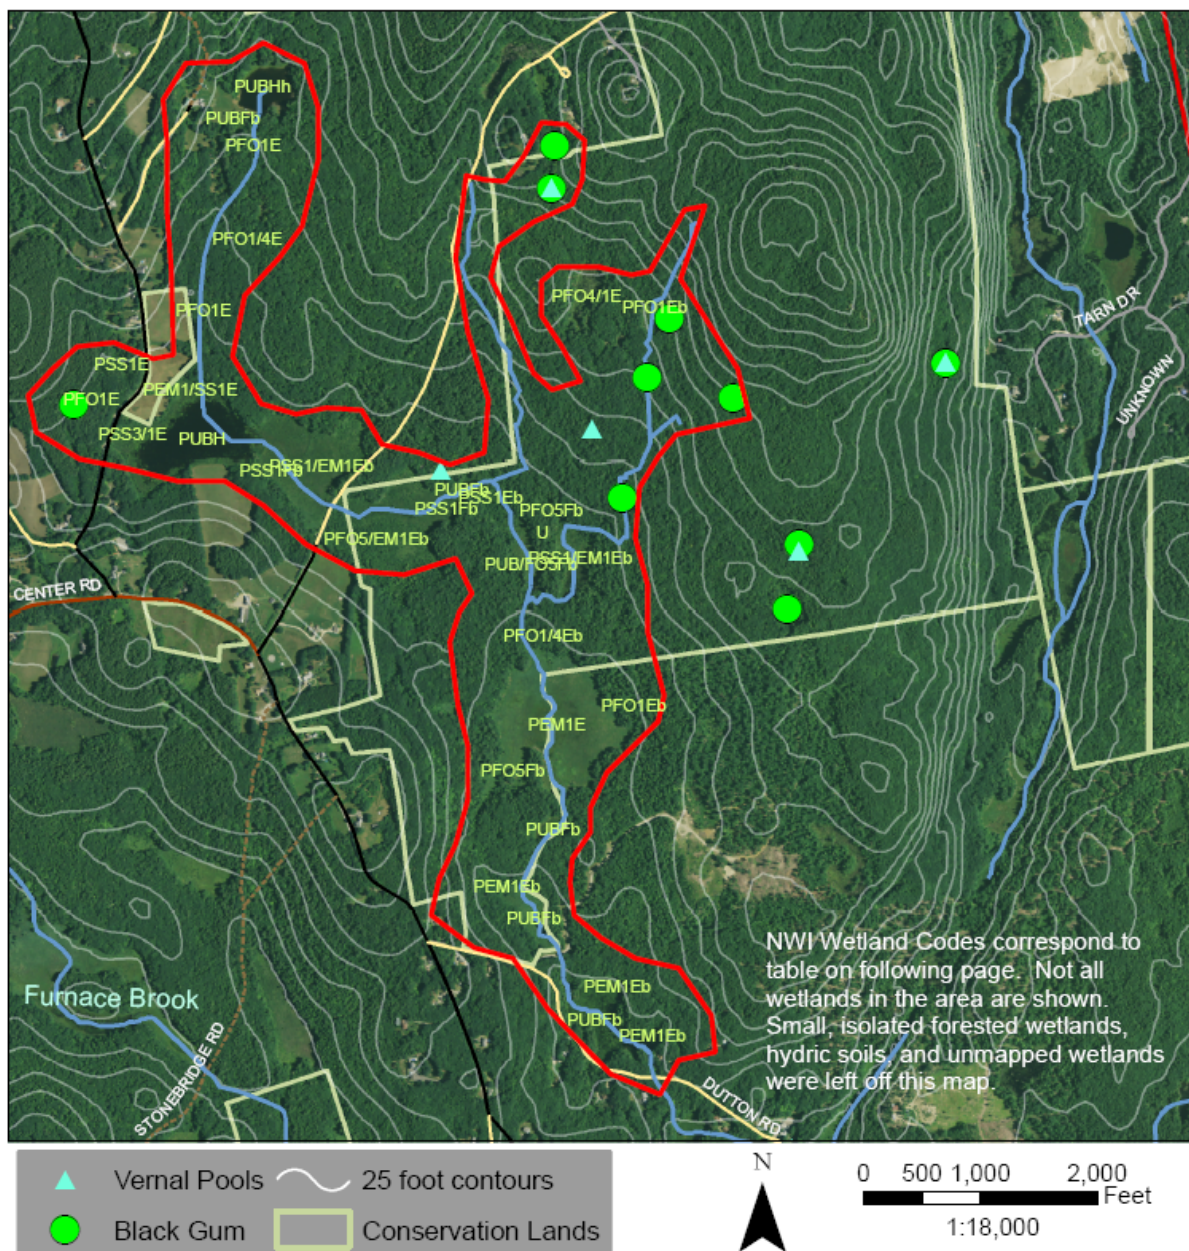 PUBHh
PUBFb
PFO1E
PFO1/4E
PFO4/1E
PFO1Eb
PFO1E
TARN DR
PSS1E
PEM1/SS1E
PFO1E
UNKNOWN
PSS3/1E
PUBH
PSS1/EM1Eb
PSS1Fb
PUBFb
PSS1Eb
PSS1Fb
PFO5Fb
U
PFO5/EM1Eb
PSS1/EM1Eb
PUB/FO5Fb
CENTER RD
PFO1/4Eb
PFO1Eb
PEM1E
PFO5Fb
PUBFb
PEM1Eb
PUBFb
NWI Wetland Codes correspond to
table on following page. Not all
wetlands in the area are shown.
Small, isolated forested wetlands,
hydric soils, and unmapped wetlands
were left off this map.
Furnace Brook
PEM1Eb
PUBFb
PEM1Eb
STONEBRIDGE RD
DUTTON RD
Vernal Pools
25 foot contours
Black Gum
Conservation Lands
N
0 500 1,000 2,000
Feet
1:18,000